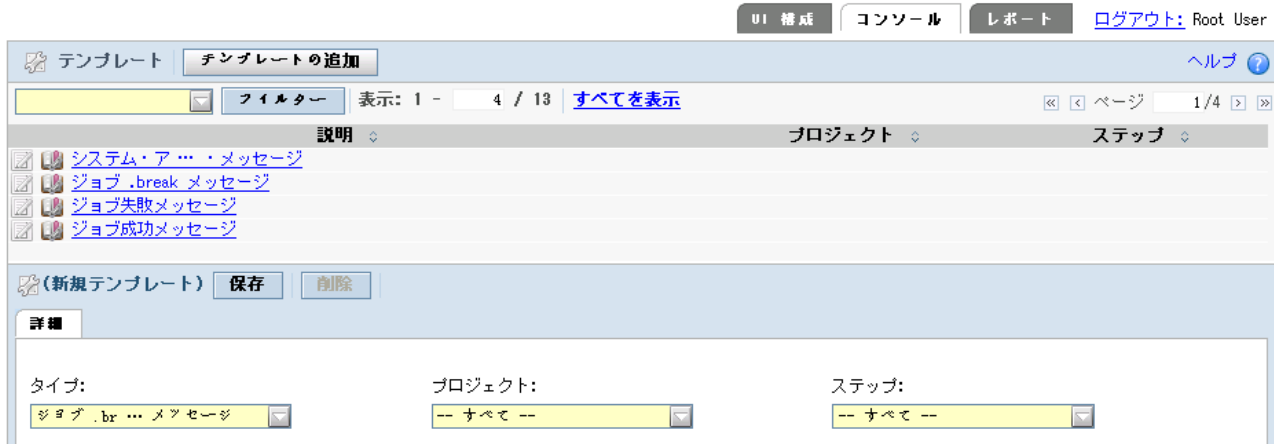 UI 構成 コンソール レポート ログアウト: Root User
テンプレート テンプレートの追加 ヘルプ ?
フィルター 表示: 1 - 4 / 13 すべてを表示 ページ 1/4
説明 プロジェクト ステップ
システム・ア … ・メッセージ
ジョブ .break メッセージ
ジョブ失敗メッセージ
ジョブ成功メッセージ
(新規テンプレート) 保存 削除
詳細
タイプ: プロジェクト: ステップ:
ジョブ .br … メッセージ -- すべて -- -- すべて --